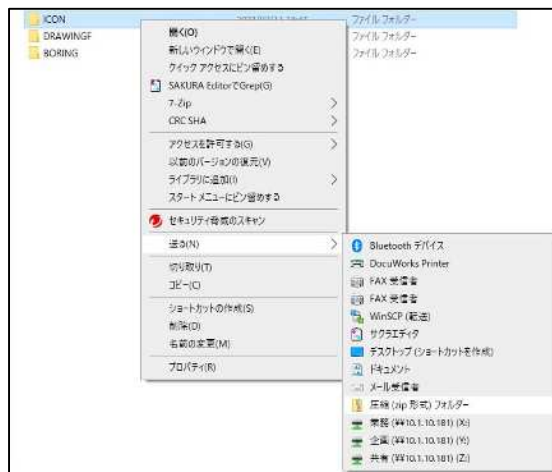 ICON
ファイル フォルダー
DRAWINGF
ファイル フォルダー
BORING
ファイル フォルダー
開く(O)
新しいウィンドウで開く(E)
クイック アクセスにピン留めする
SAKURA EditorでGrep(G)
7-Zip
CRC SHA
アクセスを許可する(G)
以前のバージョンの復元(V)
ライブラリに追加(I)
スタート メニューにピン留めする
セキュリティ脅威のスキャン
送る(N)
切り取り(T)
コピー(C)
ショートカットの作成(S)
削除(D)
名前の変更(M)
プロパティ(R)
Bluetooth デバイス
DocuWorks Printer
FAX 受信者
FAX 受信者
WinSCP (転送)
サクラエディタ
デスクトップ (ショートカットを作成)
ドキュメント
メール受信者
圧縮 (zip 形式) フォルダー
業務 (¥¥10.1.10.181) (X:)
企画 (¥¥10.1.10.181) (Y:)
共有 (¥¥10.1.10.181) (Z:)